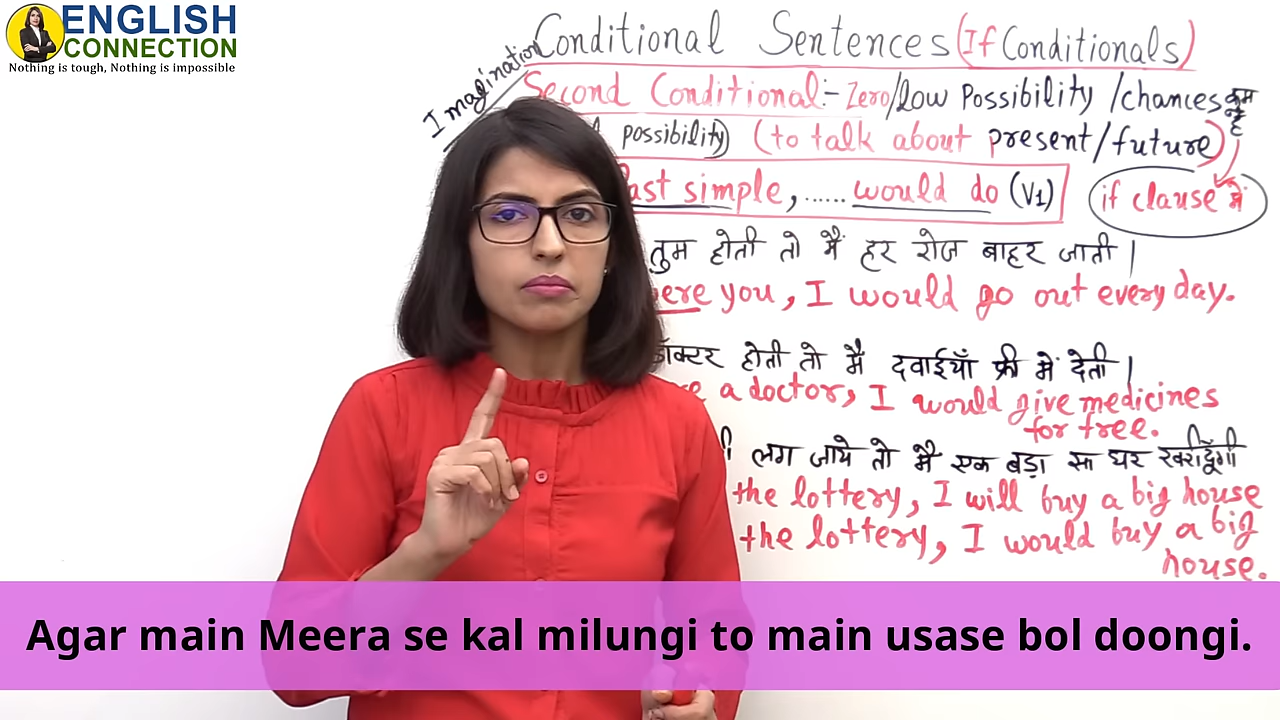 ENGLISH
CONNECTION
Nothing is tough, Nothing is impossible
Imagination
Conditional Sentences (If Conditionals)
Second Conditional:- Zero/low Possibility /chances कम है
possibility) (to talk about present/future)
Past simple, ...... would do (V1)
if clause में
तुम होती तो मैं हर रोज बाहर जाती।
were you, I would go out every day.
डॉक्टर होती तो मैं दवाईयाँ फ्री में देती।
a doctor, I would give medicines
for free.
लग जाये तो मैं एक बड़ा सा घर खरीदूँगी
the lottery, I will buy a big house
the lottery, I would buy a big
house.
Agar main Meera se kal milungi to main usase bol doongi.